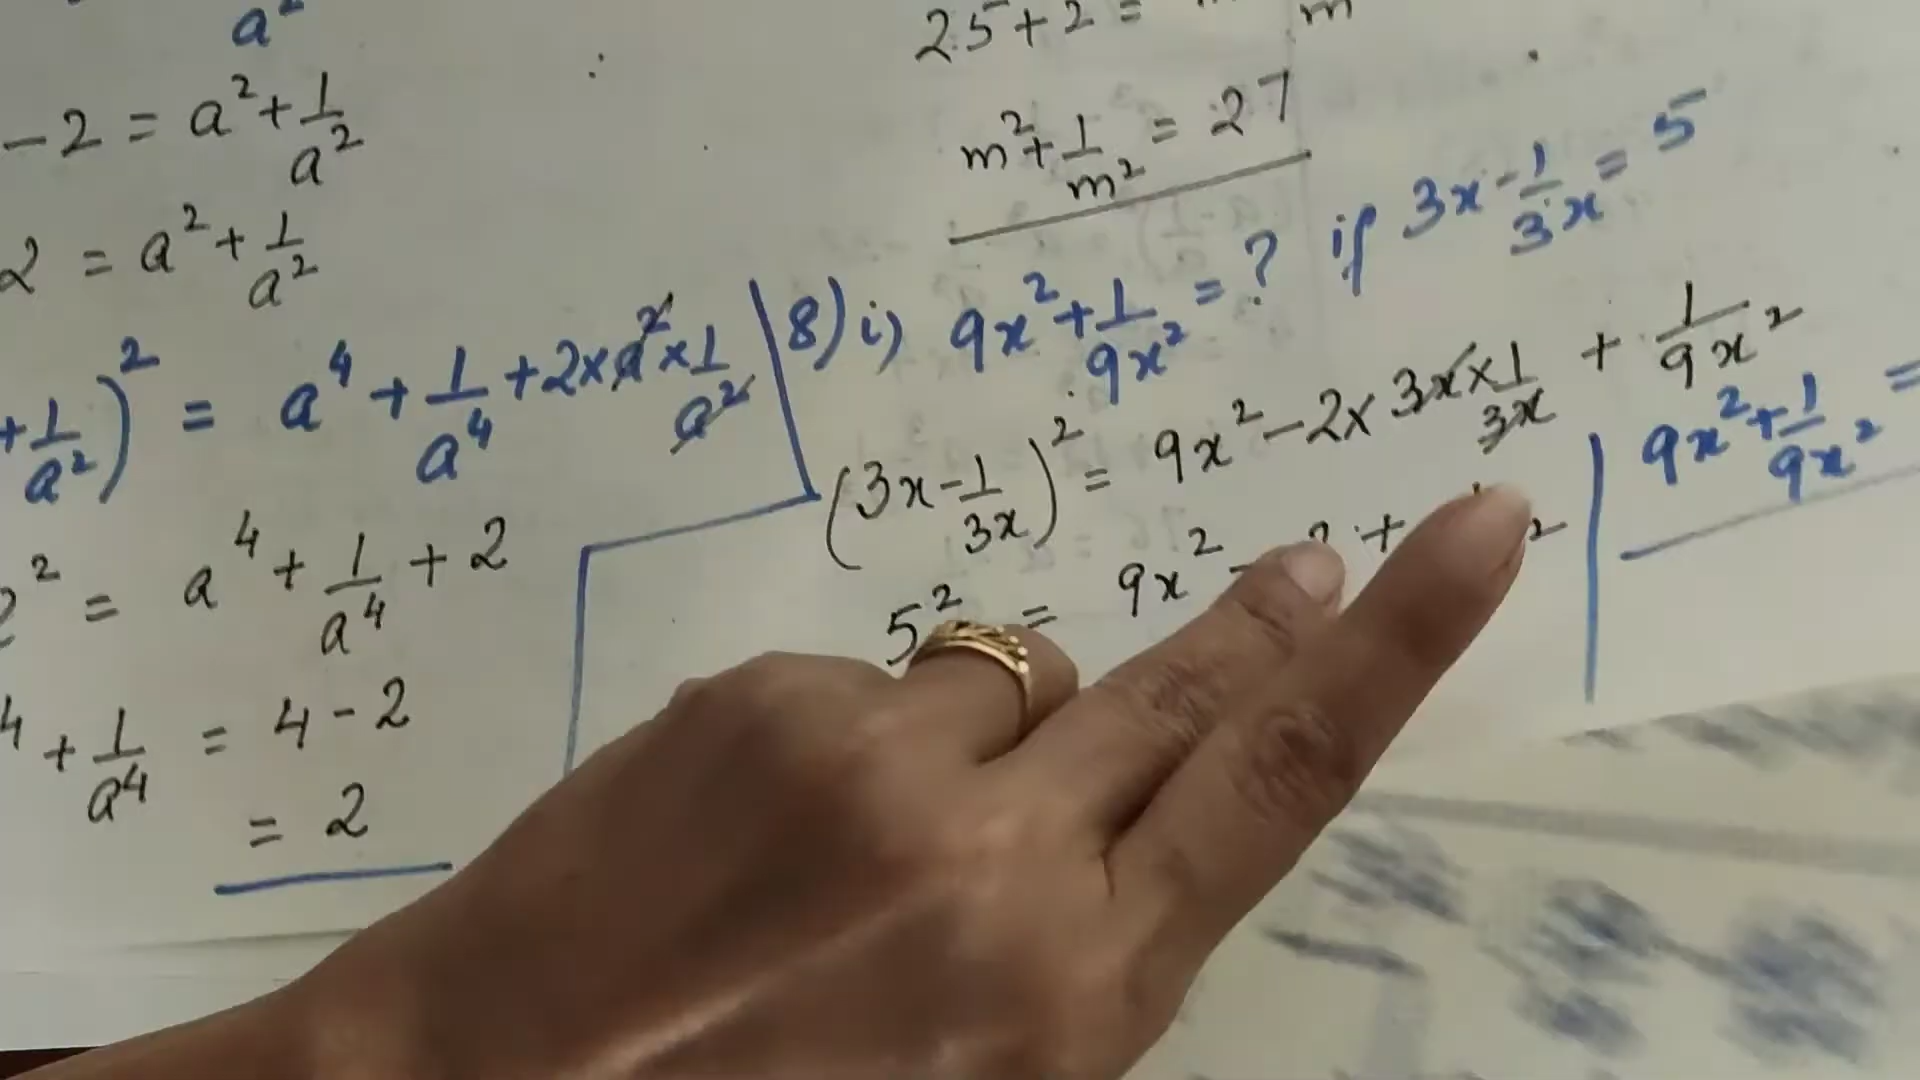 a²
- 2 = a² + 1/a²
2 = a² + 1/a²
+ 1/a²)² = a⁴ + 1/a⁴ + 2 × a² × 1/a²
2² = a⁴ + 1/a⁴ + 2
4 + 1/a⁴ = 4 - 2
= 2
25 + 2 =
m
m² + 1/m² = 27
8) i) 9x² + 1/9x² = ? if 3x - 1/3x = 5
(3x - 1/3x)² = 9x² - 2 × 3x × 1/3x + 1/9x²
5² = 9x² - 2 +
9x² + 1/9x² =